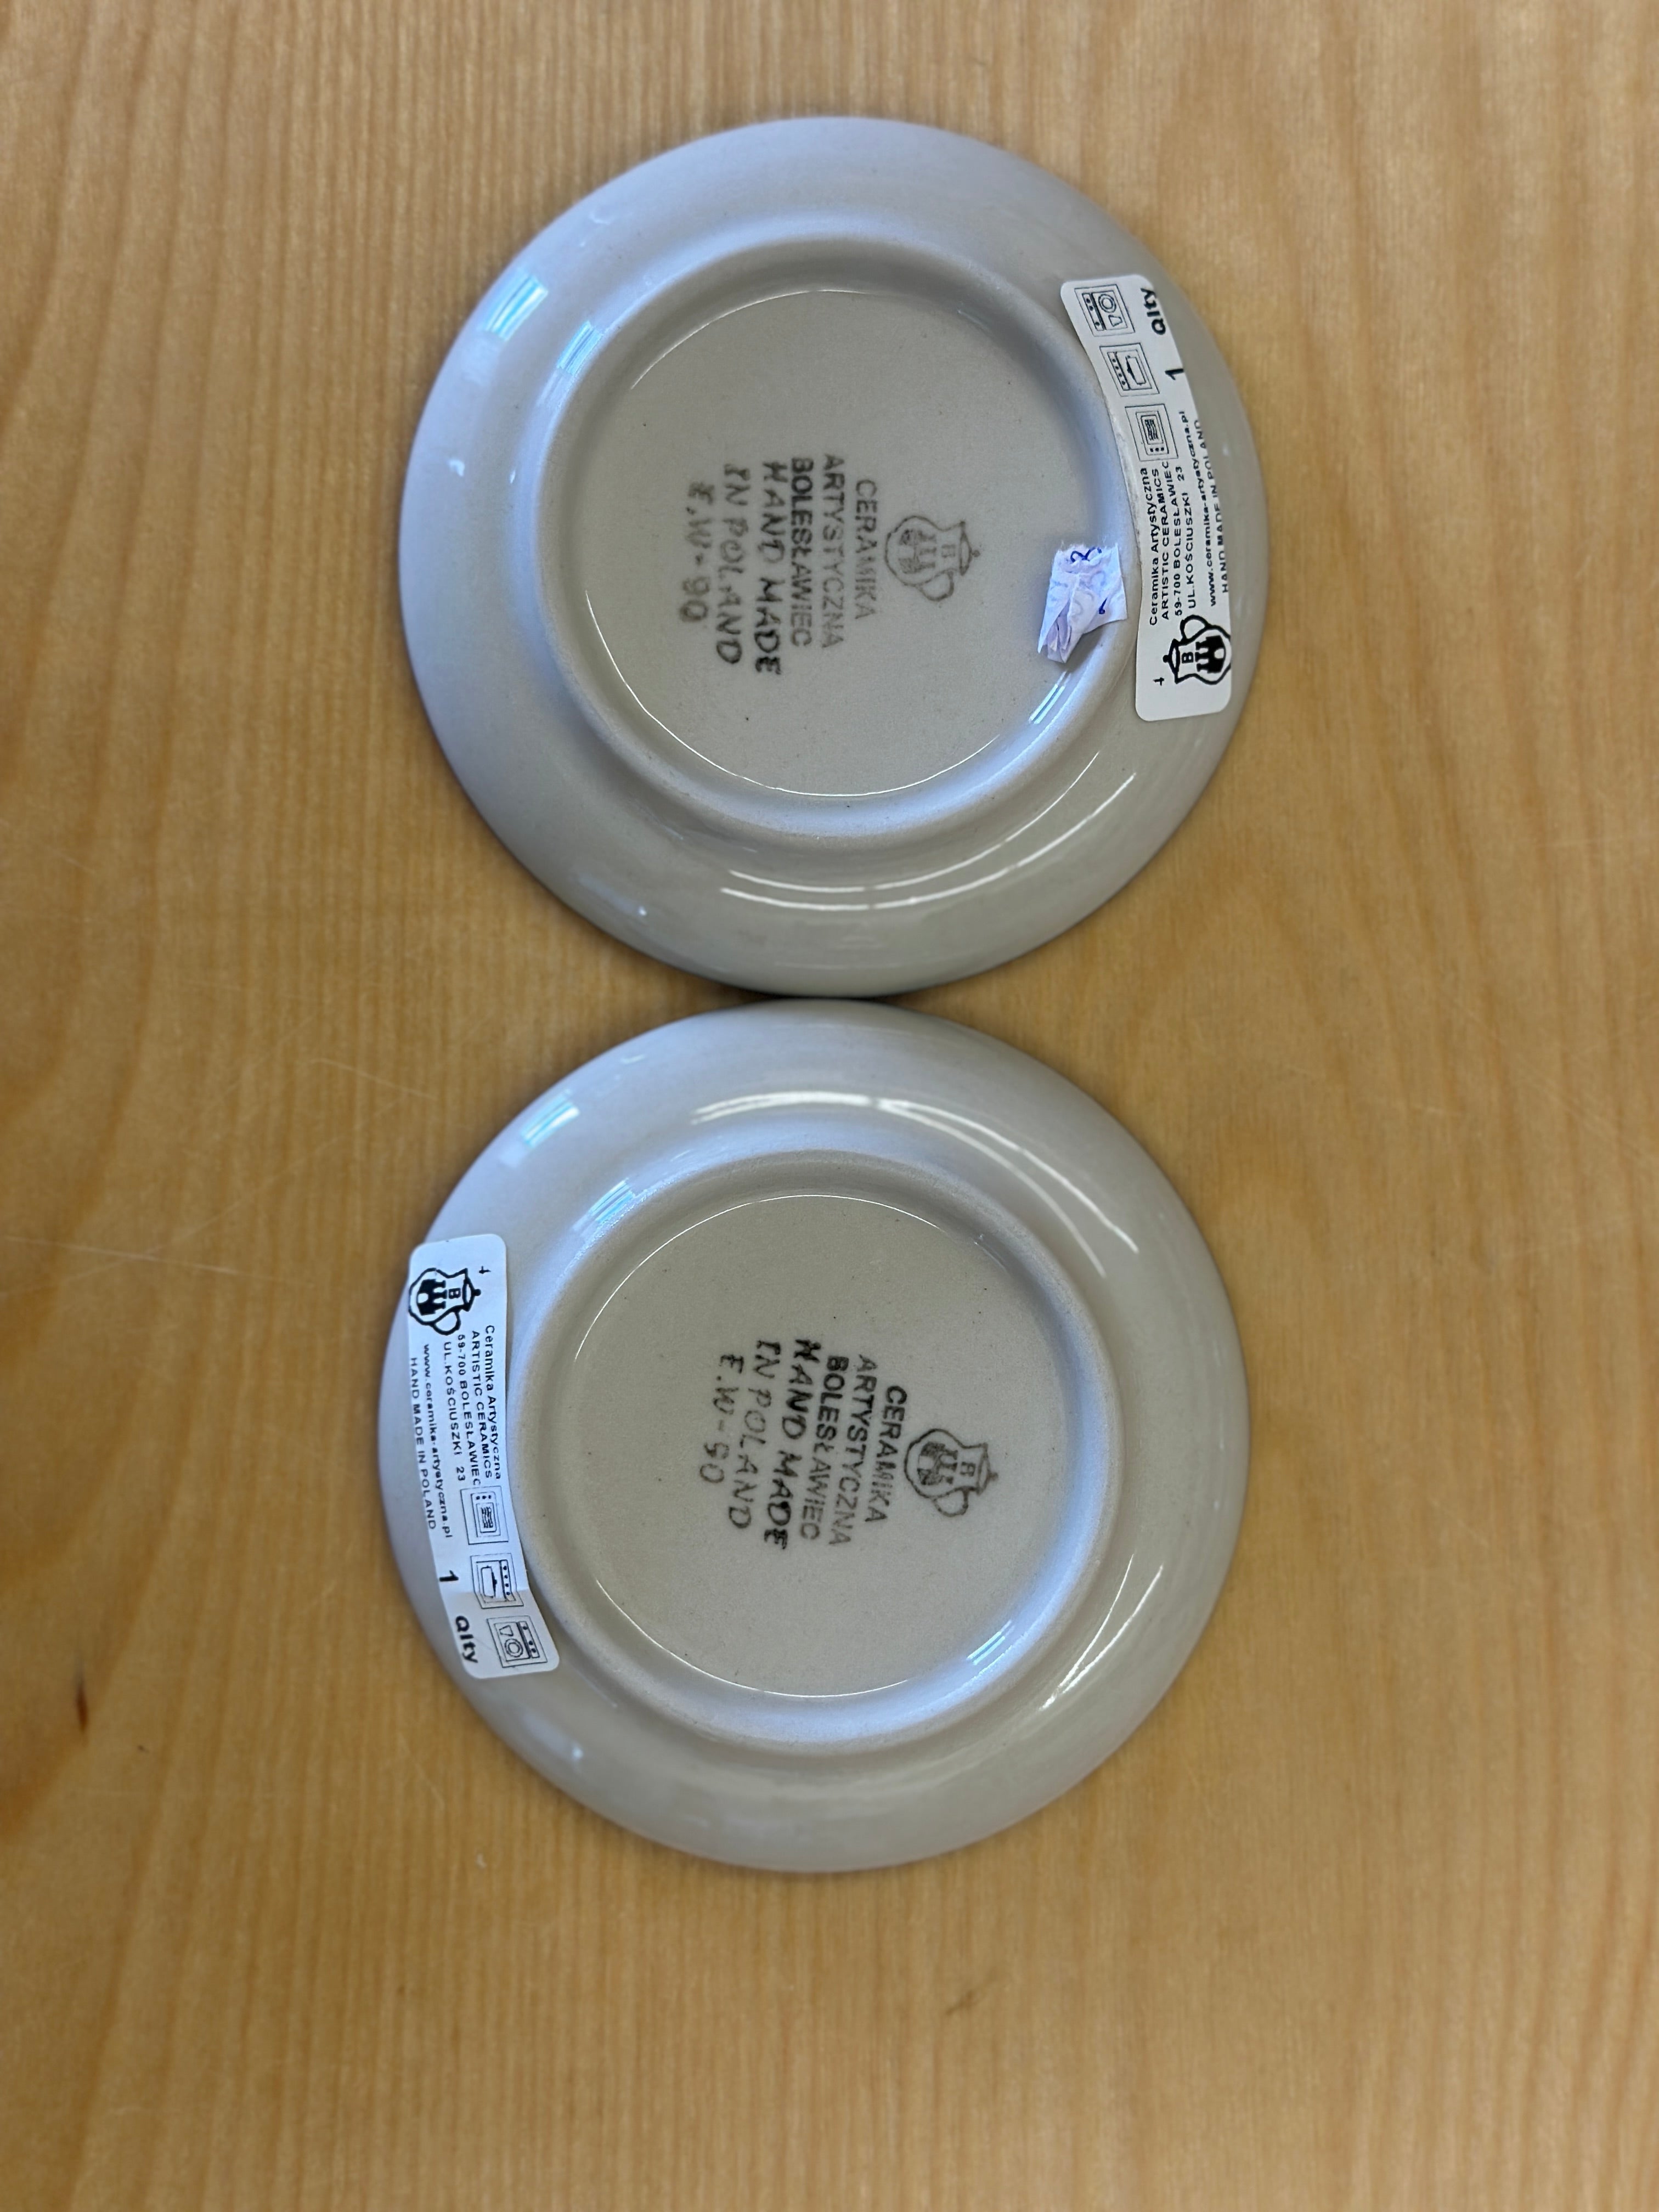 B
CERAMIKA
ARTYSTYCZNA
BOLESŁAWIEC
HAND MADE
IN POLAND
E.W-90
B
Ceramika Artystyczna
ARTISTIC CERAMICS
59-700 BOLESŁAWIEC
UL.KOŚCIUSZKI 23
www.ceramika-artystyczna.pl
HAND MADE IN POLAND
1 Qlty
B
CERAMIKA
ARTYSTYCZNA
BOLESŁAWIEC
HAND MADE
IN POLAND
E.W-90
B
Ceramika Artystyczna
ARTISTIC CERAMICS
59-700 BOLESŁAWIEC
UL.KOŚCIUSZKI 23
www.ceramika-artystyczna.pl
HAND MADE IN POLAND
1 Qlty